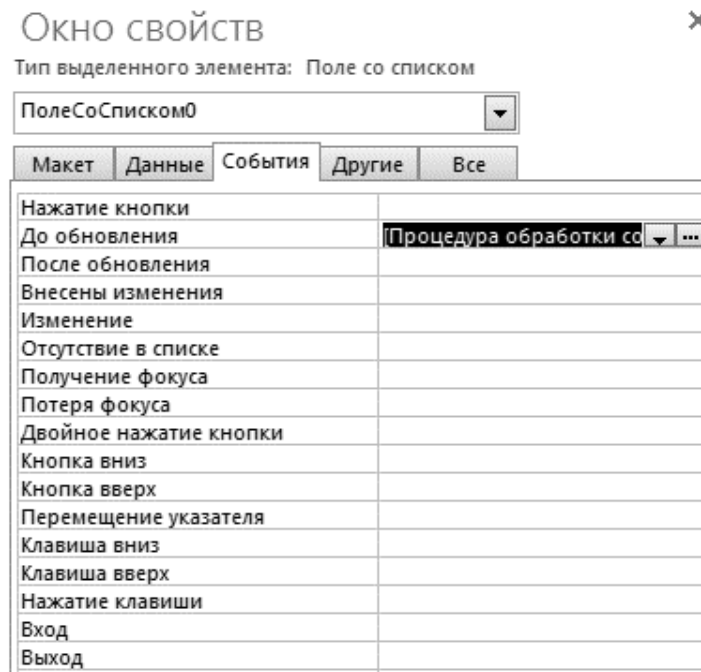 Окно свойств
Тип выделенного элемента: Поле со списком
ПолеСоСписком0
Макет Данные События Другие Все
Нажатие кнопки
До обновления [Процедура обработки со
После обновления
Внесены изменения
Изменение
Отсутствие в списке
Получение фокуса
Потеря фокуса
Двойное нажатие кнопки
Кнопка вниз
Кнопка вверх
Перемещение указателя
Клавиша вниз
Клавиша вверх
Нажатие клавиши
Вход
Выход